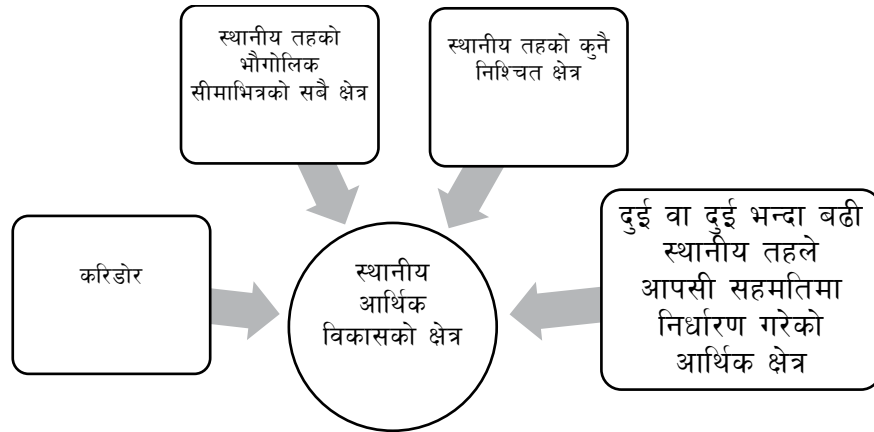 स्थानीय तहको
भौगोलिक
सीमाभित्रको सबै क्षेत्र
स्थानीय तहको कुनै
निश्चित क्षेत्र
करिडोर
स्थानीय
आर्थिक
विकासको क्षेत्र
दुई वा दुई भन्दा बढी
स्थानीय तहले
आपसी सहमतिमा
निर्धारण गरेको
आर्थिक क्षेत्र